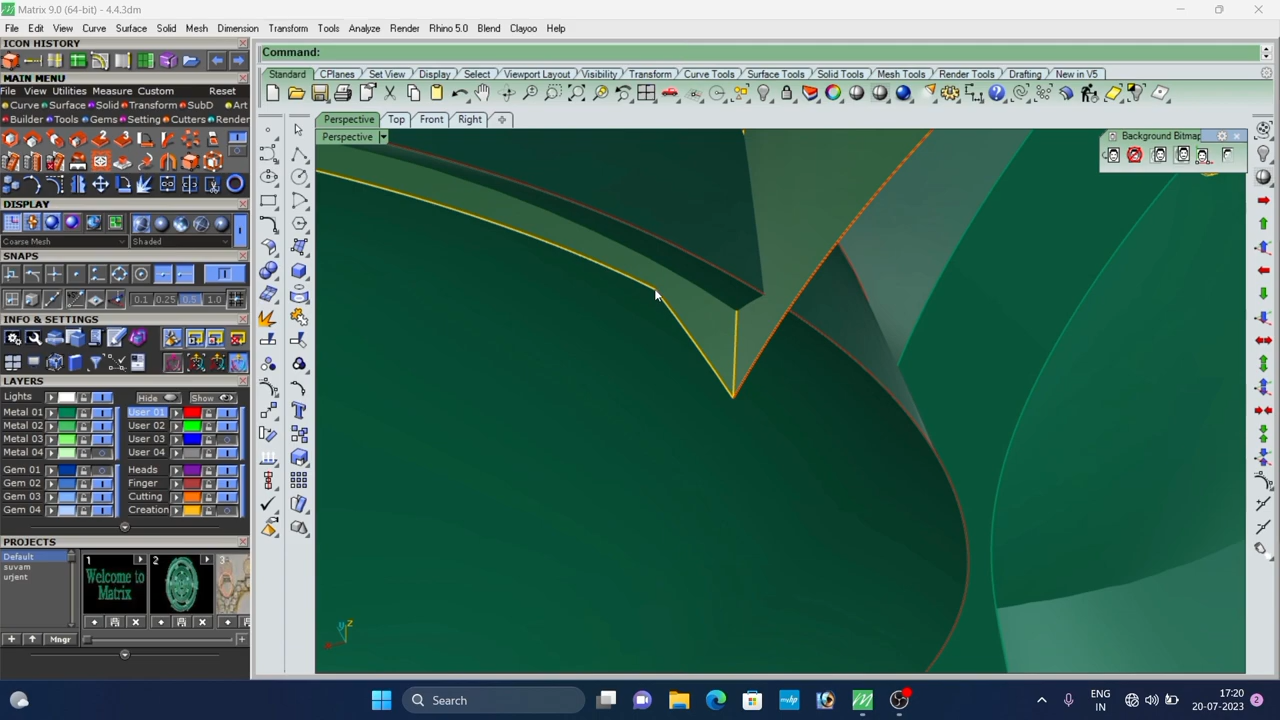 Matrix 9.0 (64-bit) - 4.4.3dm
File Edit View Curve Surface Solid Mesh Dimension Transform Tools Analyze Render Rhino 5.0 Blend Clayoo Help
ICON HISTORY
Command:
MAIN MENU
File View Utilities Measure Custom Reset
Curve Surface Solid Transform SubD Art
Builder Tools Gems Setting Cutters Render
Standard CPlanes Set View Display Select Viewport Layout Visibility Transform Curve Tools Surface Tools Solid Tools Mesh Tools Render Tools Drafting New in V5
Perspective Top Front Right
Perspective
Background Bitmap
DISPLAY
Coarse Mesh Shaded
SNAPS
0.1 0.25 0.5 1.0
INFO & SETTINGS
LAYERS
Lights Hide Show
Metal 01 User 01
Metal 02 User 02
Metal 03 User 03
Metal 04 User 04
Gem 01 Heads
Gem 02 Finger
Gem 03 Cutting
Gem 04 Creation
PROJECTS
Default
suvam
urjent
1 2 3
Welcome to Matrix
Mngr
z
y
x
Search
ENG
IN
17:20
20-07-2023
2